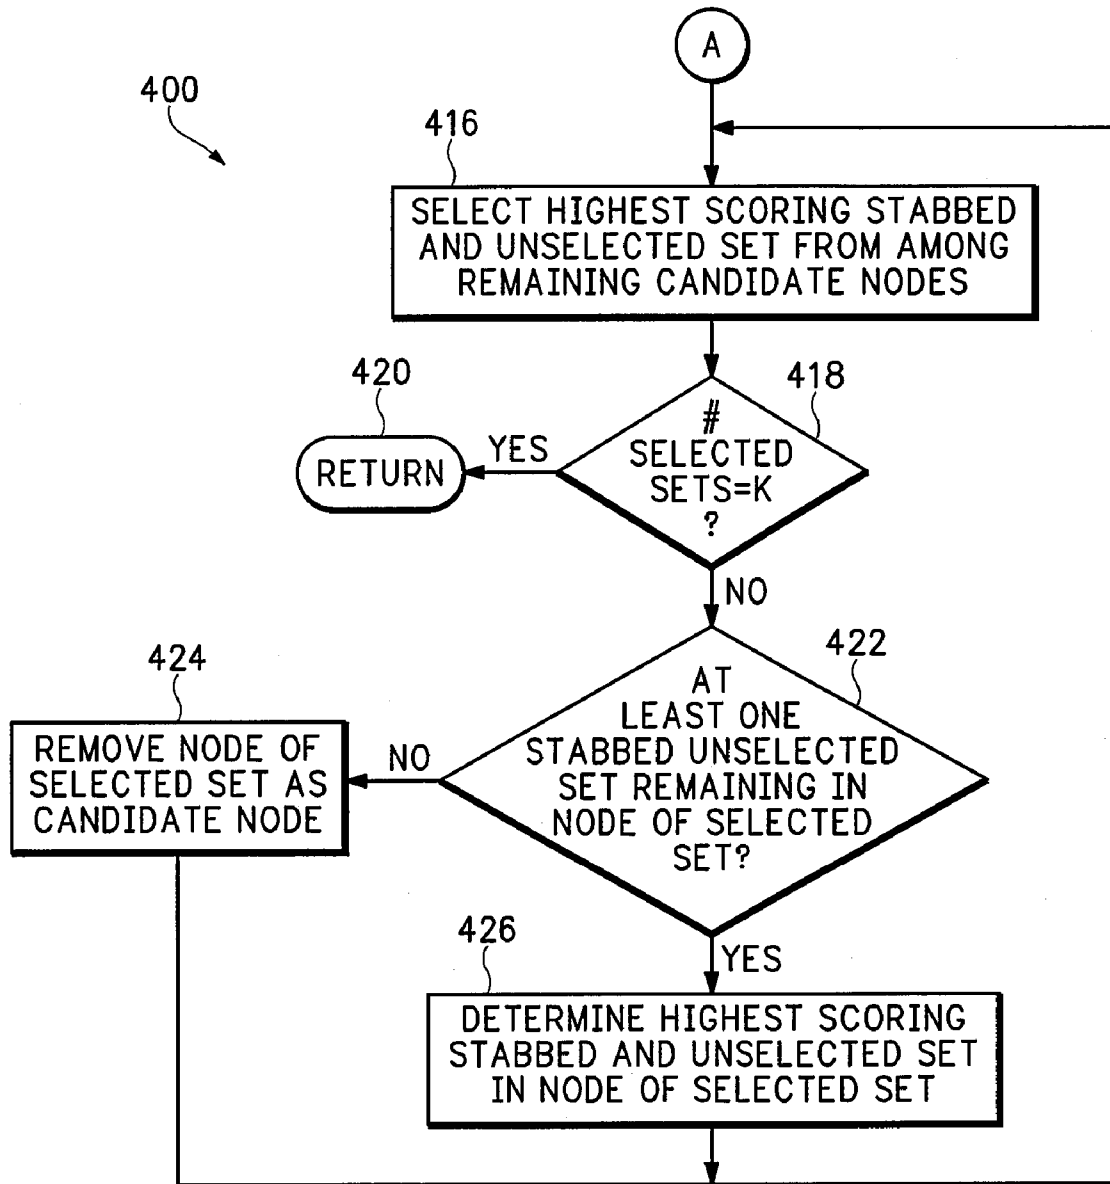 A
400
416
SELECT HIGHEST SCORING STABBED
AND UNSELECTED SET FROM AMONG
REMAINING CANDIDATE NODES
420
418
#
SELECTED
SETS=K
?
YES
RETURN
NO
422
424
AT
LEAST ONE
STABBED UNSELECTED
SET REMAINING IN
NODE OF SELECTED
SET?
NO
REMOVE NODE OF
SELECTED SET AS
CANDIDATE NODE
426
YES
DETERMINE HIGHEST SCORING
STABBED AND UNSELECTED SET
IN NODE OF SELECTED SET